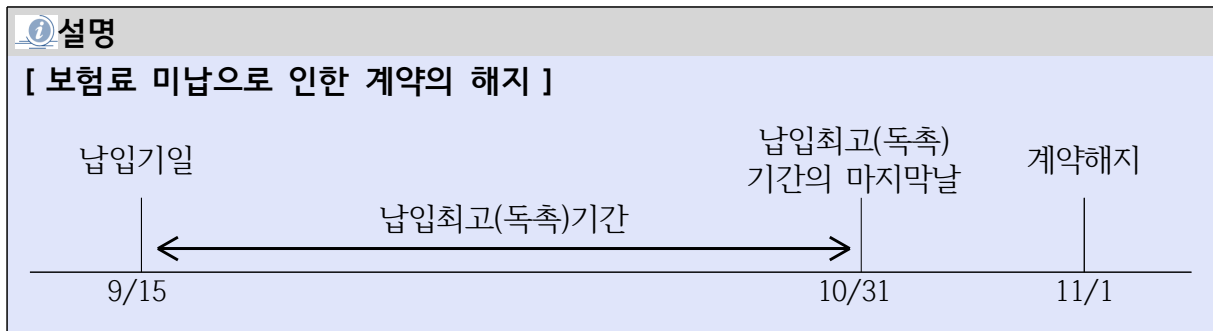 설명
[ 보험료 미납으로 인한 계약의 해지 ]
납입기일
납입최고(독촉)
기간의 마지막날
계약해지
납입최고(독촉)기간
9/15
10/31
11/1